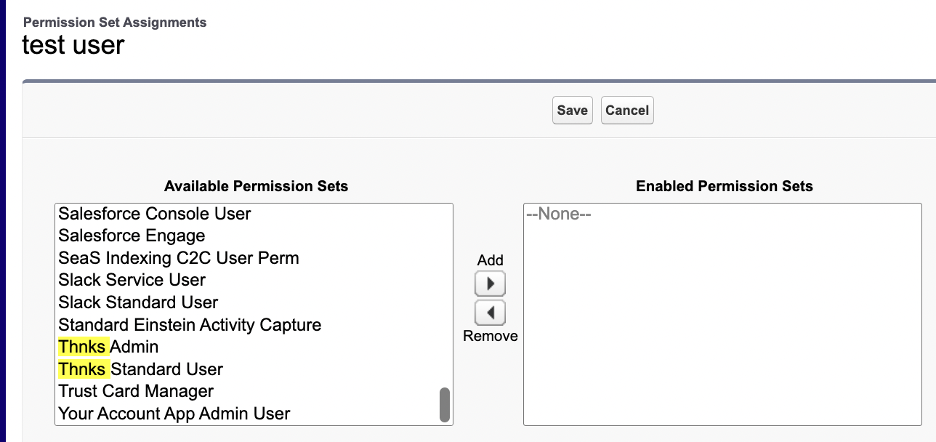 Permission Set Assignments
test user
Save Cancel
Available Permission Sets
Enabled Permission Sets
Salesforce Console User
Salesforce Engage
SeaS Indexing C2C User Perm
Slack Service User
Slack Standard User
Standard Einstein Activity Capture
Thnks Admin
Thnks Standard User
Trust Card Manager
Your Account App Admin User
Add
Remove
--None--